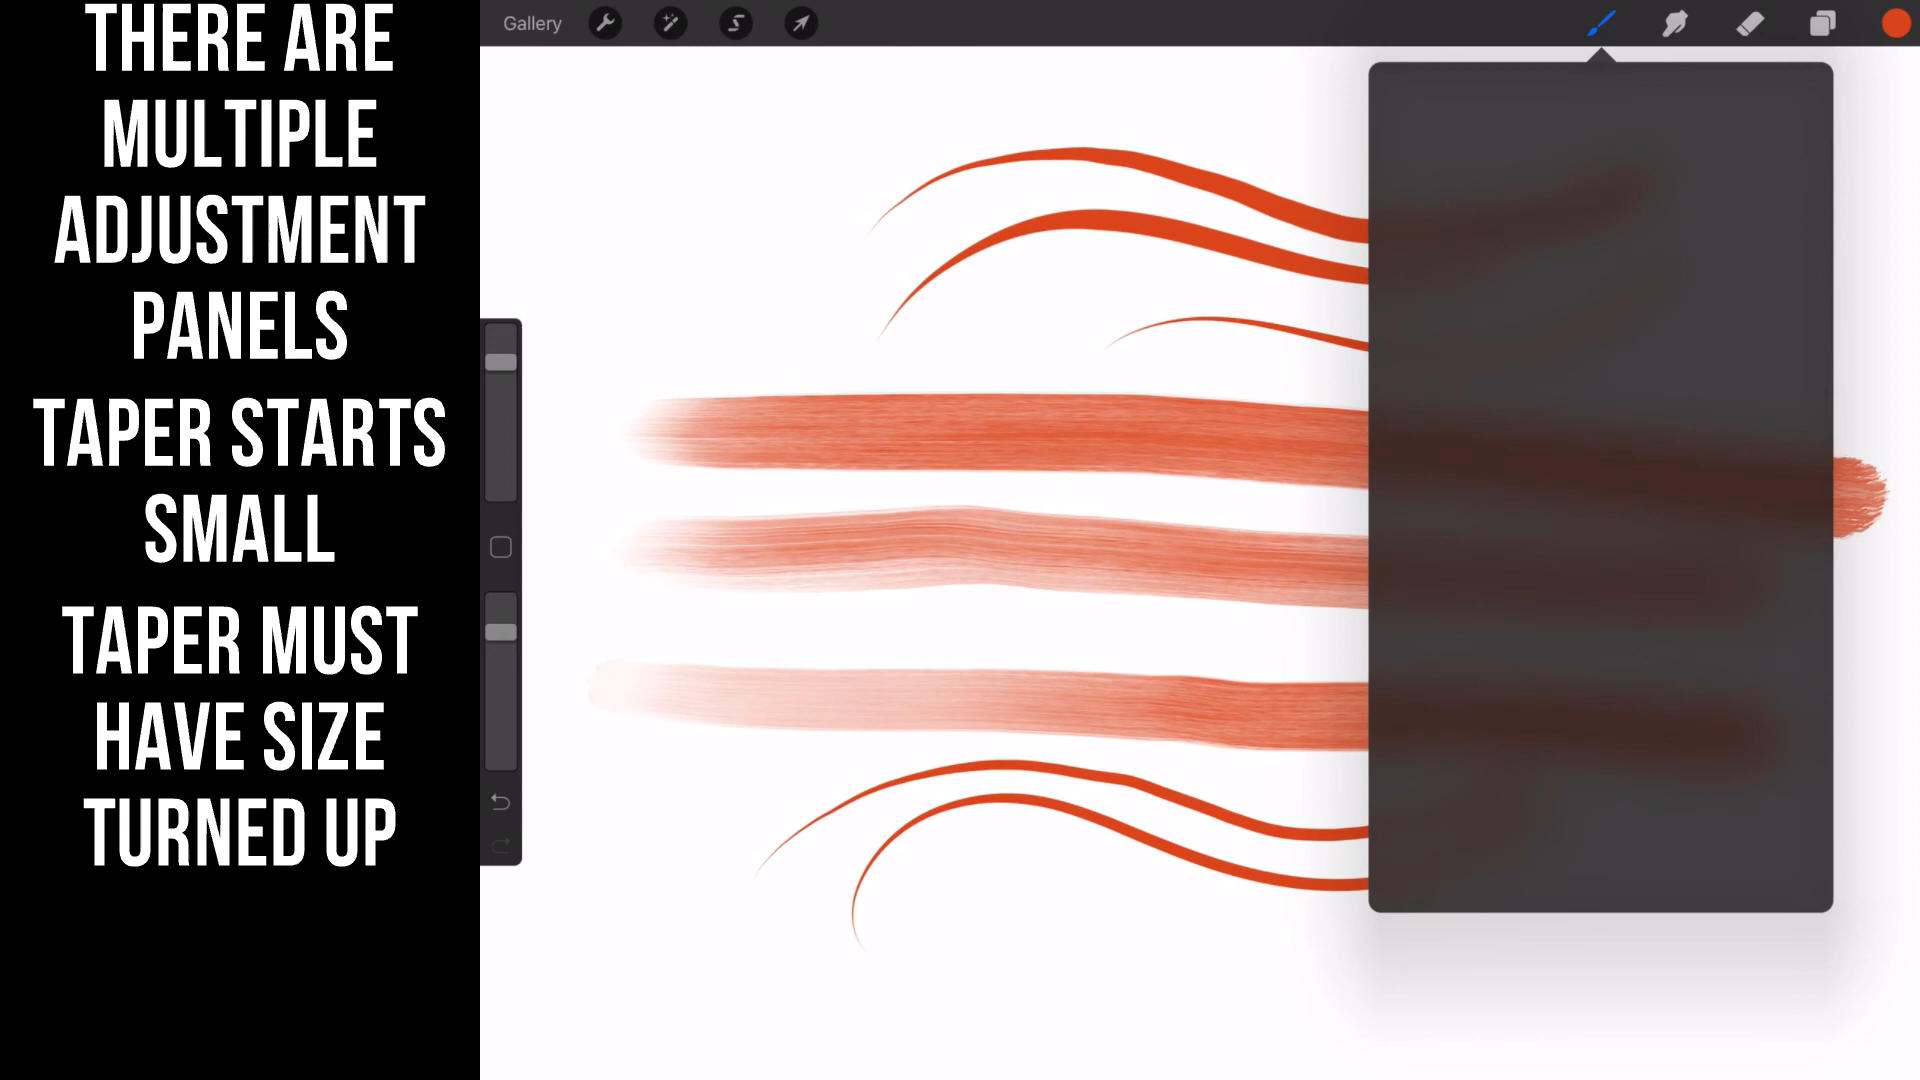 THERE ARE
MULTIPLE
ADJUSTMENT
PANELS
TAPER STARTS
SMALL
TAPER MUST
HAVE SIZE
TURNED UP
Gallery